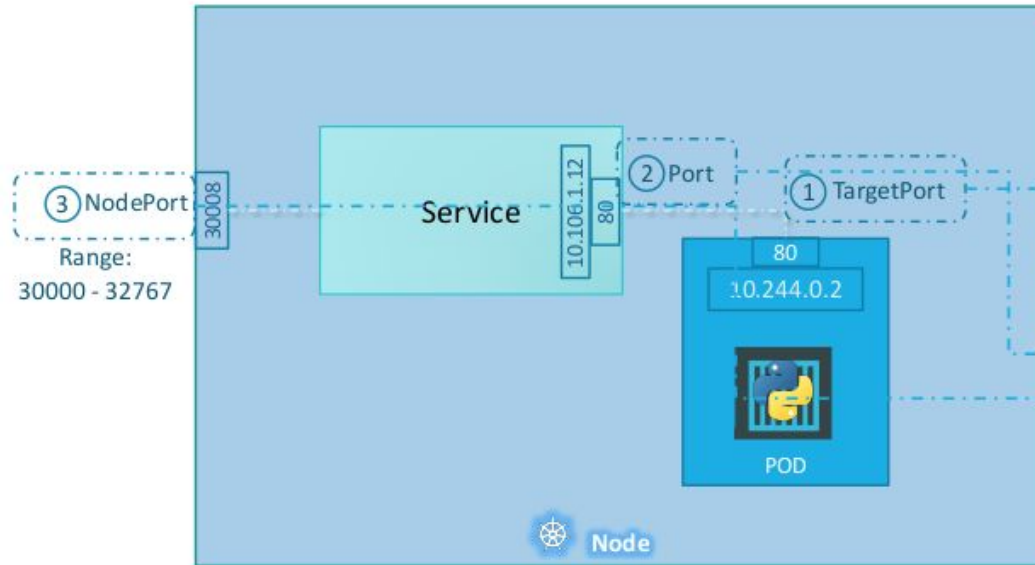 3 NodePort
Range:
30000 - 32767
30008
Service
10.106.1.12
80
2 Port
1 TargetPort
80
10.244.0.2
POD
Node